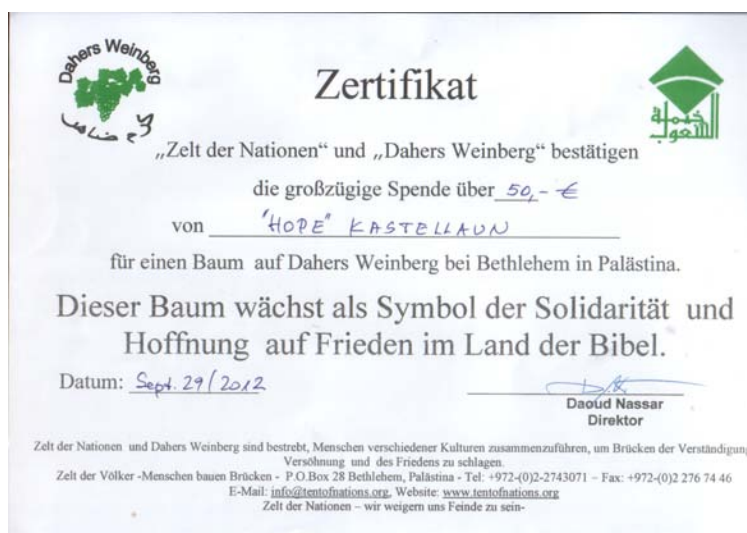 Dahers Weinberg
Zertifikat
خيمة
الشعوب
„Zelt der Nationen“ und „Dahers Weinberg“ bestätigen
die großzügige Spende über 50,- €
von "HOPE" KASTELLAUN
für einen Baum auf Dahers Weinberg bei Bethlehem in Palästina.
Dieser Baum wächst als Symbol der Solidarität und
Hoffnung auf Frieden im Land der Bibel.
Datum: Sept. 29/2012
Daoud Nassar
Direktor
Zelt der Nationen und Dahers Weinberg sind bestrebt, Menschen verschiedener Kulturen zusammenzuführen, um Brücken der Verständigung
Versöhnung und des Friedens zu schlagen.
Zelt der Völker -Menschen bauen Brücken - P.O.Box 28 Bethlehem, Palästina - Tel: +972-(0)2-2743071 – Fax: +972-(0)2 276 74 46
E-Mail: info@tentofnations.org, Website: www.tentofnations.org
Zelt der Nationen – wir weigern uns Feinde zu sein-